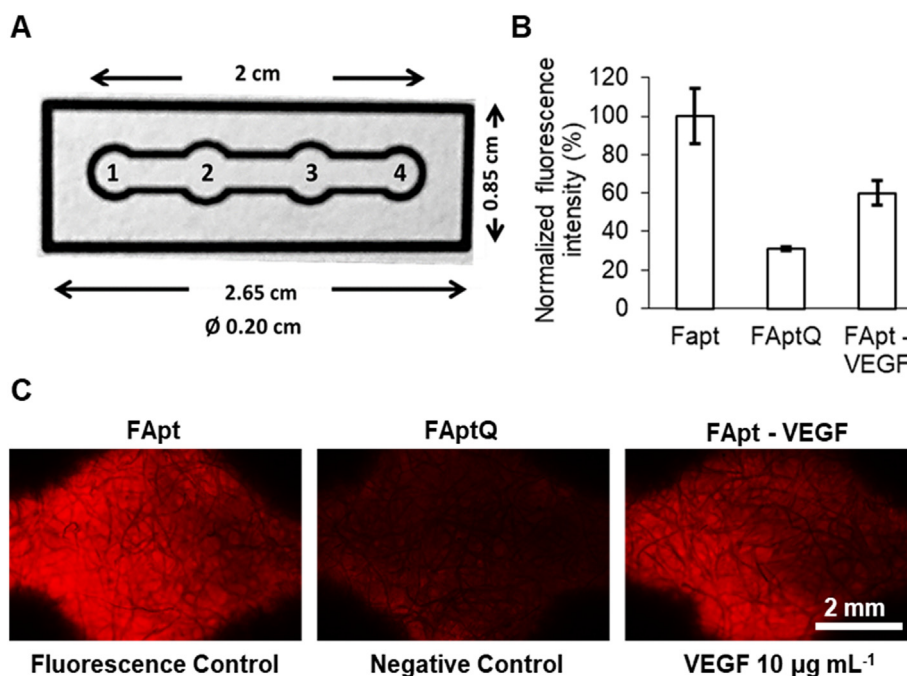 A
2 cm
1 2 3 4
0.85 cm
2.65 cm
Ø 0.20 cm
B
Normalized fluorescence
intensity (%)
120
100
80
60
40
20
0
Fapt FAptQ FApt -
VEGF
C
FApt FAptQ FApt - VEGF
2 mm
Fluorescence Control Negative Control VEGF 10 µg mL-1